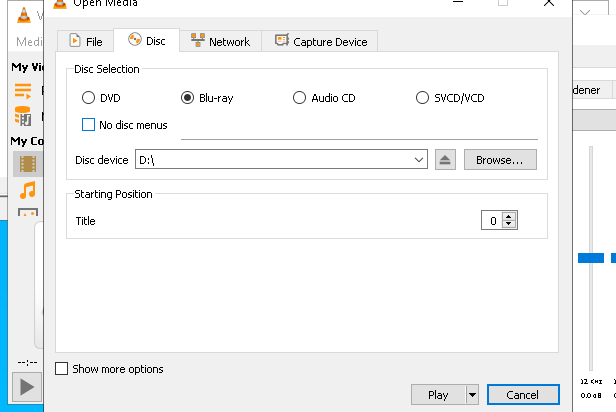 Open Media
Medi
File
Disc
Network
Capture Device
My Vi
Disc Selection
DVD
Blu-ray
Audio CD
SVCD/VCD
dener
No disc menus
My Co
Disc device
D:\
Browse...
Starting Position
Title
0
--:--
Show more options
12 KHz
0.0 dB
Play
Cancel